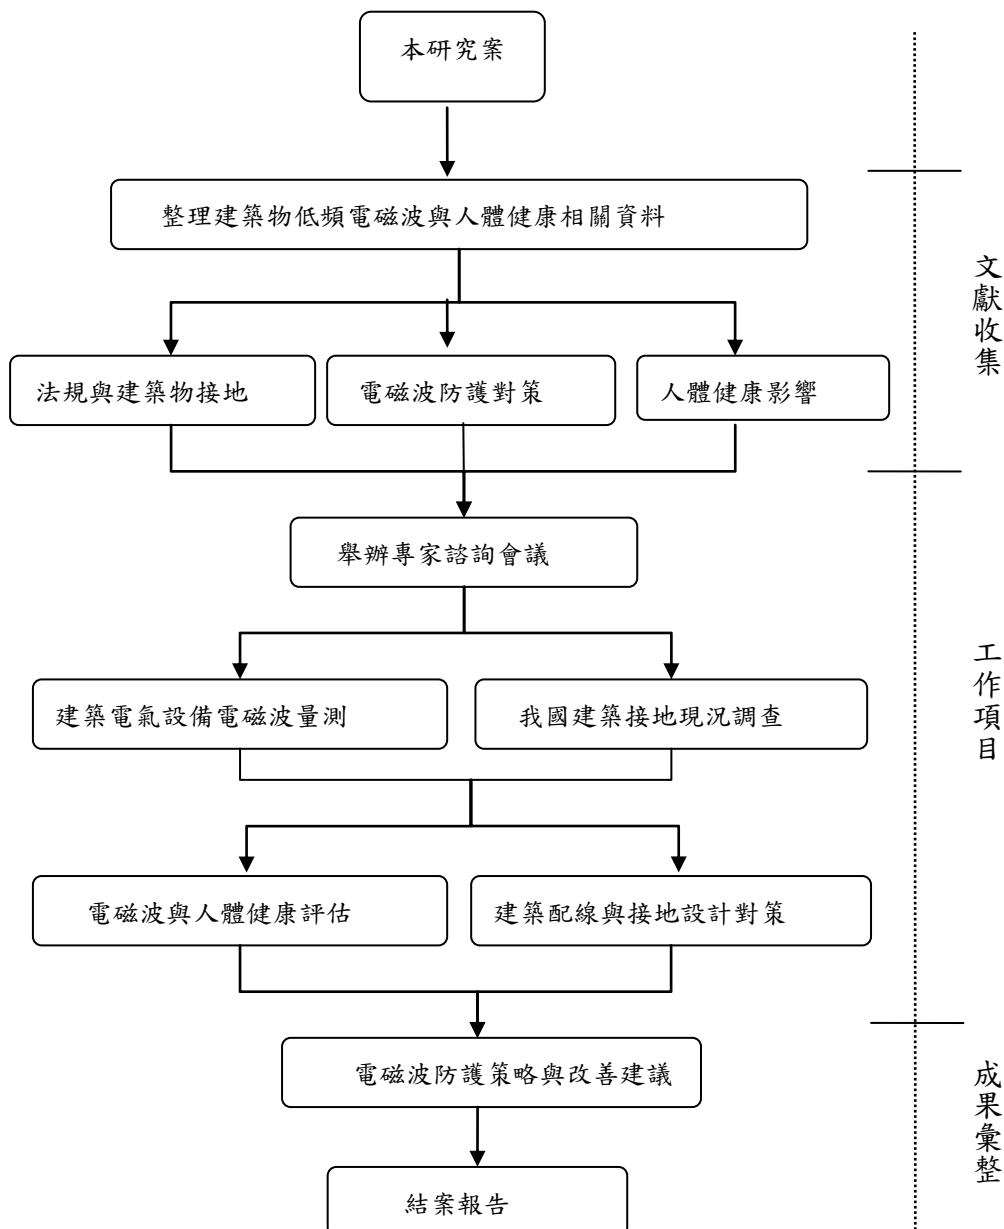 本研究案
整理建築物低頻電磁波與人體健康相關資料
文獻收集
法規與建築物接地
電磁波防護對策
人體健康影響
舉辦專家諮詢會議
工作項目
建築電氣設備電磁波量測
我國建築接地現況調查
電磁波與人體健康評估
建築配線與接地設計對策
電磁波防護策略與改善建議
成果彙整
結案報告